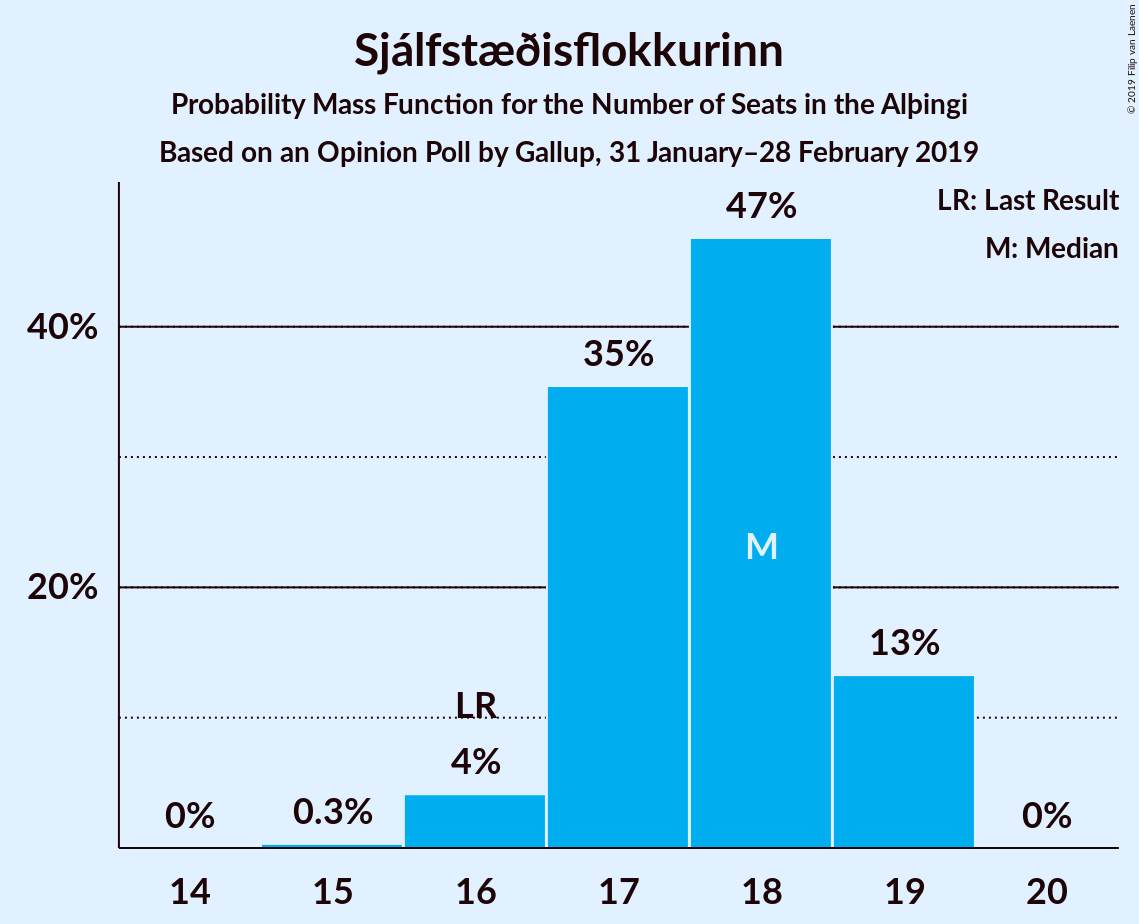 Sjálfstæðisflokkurinn
Probability Mass Function for the Number of Seats in the Alþingi
Based on an Opinion Poll by Gallup, 31 January–28 February 2019
© 2019 Filip van Laenen
LR: Last Result
M: Median
47%
40%
35%
M
20%
13%
LR
4%
0%
0.3%
0%
14 15 16 17 18 19 20